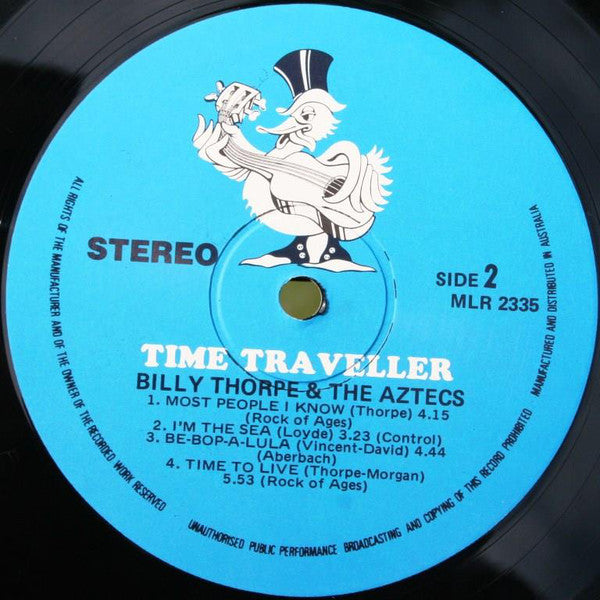 STEREO
SIDE 2
MLR 2335
TIME TRAVELLER
BILLY THORPE & THE AZTECS
1. MOST PEOPLE I KNOW (Thorpe) 4.15
(Rock of Ages)
2. I'M THE SEA (Loyde) 3.23 (Control)
3. BE-BOP-A-LULA (Vincent-David) 4.44
(Aberbach)
4. TIME TO LIVE (Thorpe-Morgan)
5.53 (Rock of Ages)
ALL RIGHTS OF THE MANUFACTURER AND OF THE OWNER OF THE RECORDED WORK RESERVED
UNAUTHORISED PUBLIC PERFORMANCE BROADCASTING AND COPYING OF THIS RECORD PROHIBITED
MANUFACTURED AND DISTRIBUTED IN AUSTRALIA